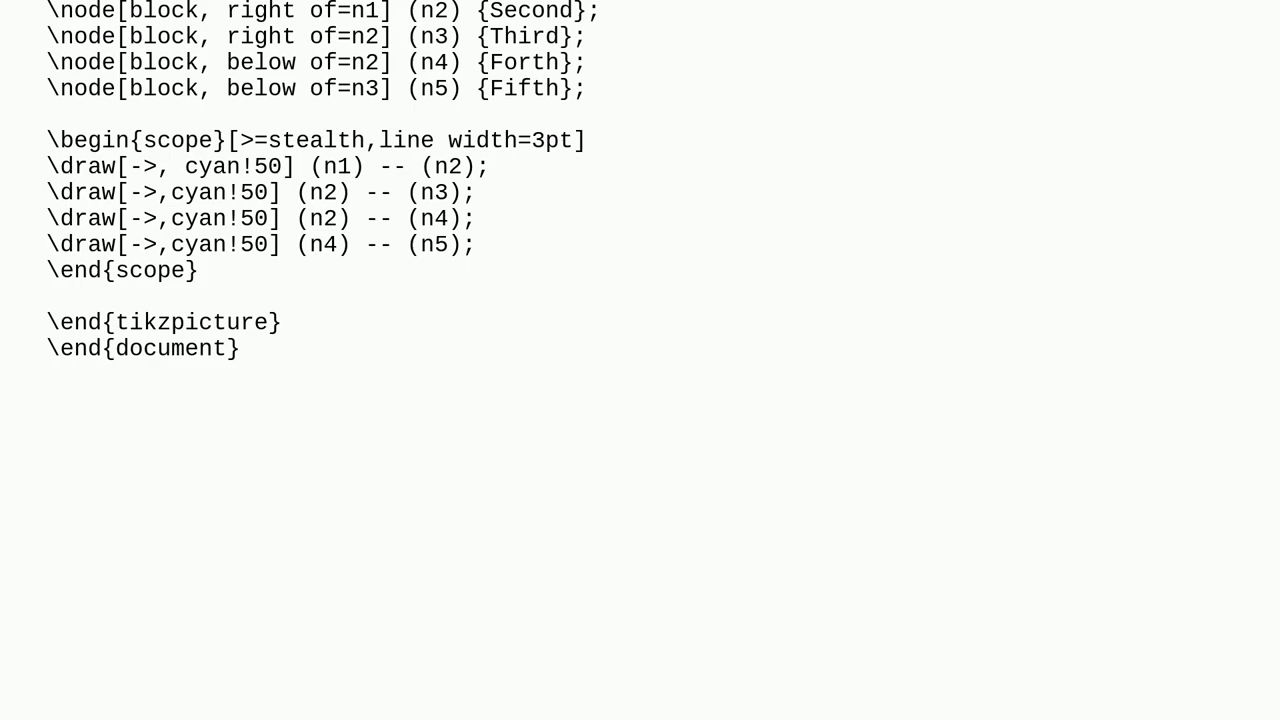 \node[block, right of=n1] (n2) {Second};
\node[block, right of=n2] (n3) {Third};
\node[block, below of=n2] (n4) {Forth};
\node[block, below of=n3] (n5) {Fifth};
\begin{scope}[>=stealth,line width=3pt]
\draw[->, cyan!50] (n1) -- (n2);
\draw[->,cyan!50] (n2) -- (n3);
\draw[->,cyan!50] (n2) -- (n4);
\draw[->,cyan!50] (n4) -- (n5);
\end{scope}
\end{tikzpicture}
\end{document}